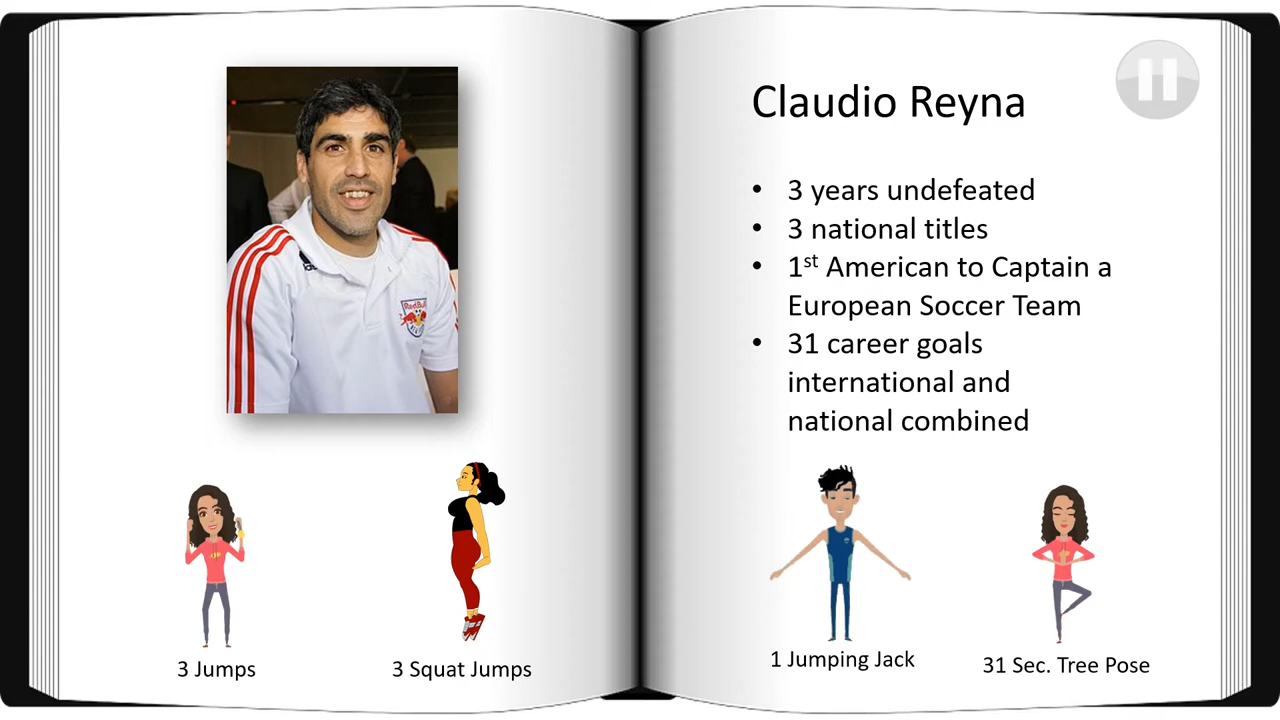 Claudio Reyna
• 3 years undefeated
• 3 national titles
• 1st American to Captain a
European Soccer Team
• 31 career goals
international and
national combined
RedBull
3 Jumps
3 Squat Jumps
1 Jumping Jack
31 Sec. Tree Pose